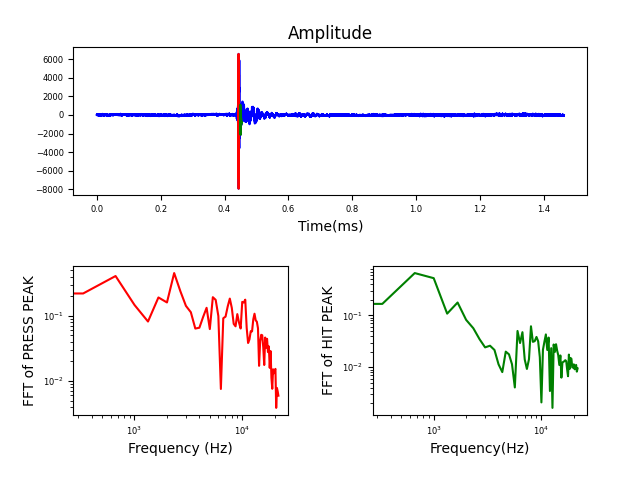 Amplitude
6000
4000
2000
0
−2000
−4000
−6000
−8000
0.0 0.2 0.4 0.6 0.8 1.0 1.2 1.4
Time(ms)
FFT of PRESS PEAK
10⁻¹
10⁻²
10³ 10⁴
Frequency (Hz)
FFT of HIT PEAK
10⁻¹
10⁻²
10³ 10⁴
Frequency(Hz)